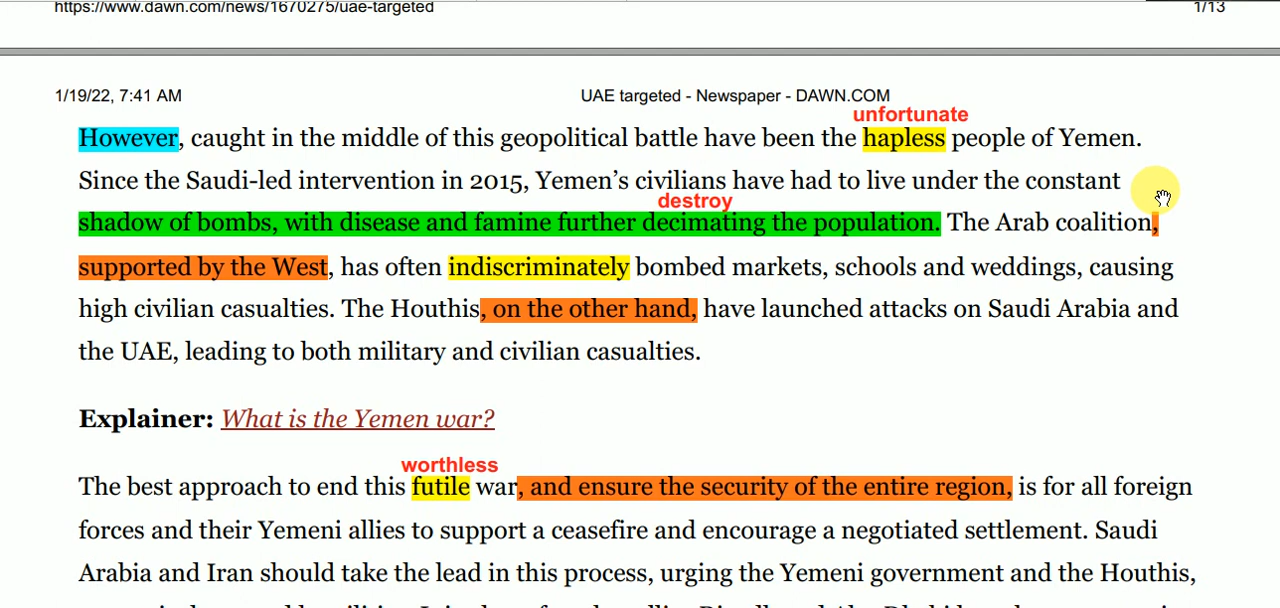 https://www.dawn.com/news/1670275/uae-targeted 1/13
1/19/22, 7:41 AM UAE targeted - Newspaper - DAWN.COM
unfortunate
However, caught in the middle of this geopolitical battle have been the hapless people of Yemen.
Since the Saudi-led intervention in 2015, Yemen’s civilians have had to live under the constant
destroy
shadow of bombs, with disease and famine further decimating the population. The Arab coalition,
supported by the West, has often indiscriminately bombed markets, schools and weddings, causing
high civilian casualties. The Houthis, on the other hand, have launched attacks on Saudi Arabia and
the UAE, leading to both military and civilian casualties.
Explainer: What is the Yemen war?
worthless
The best approach to end this futile war, and ensure the security of the entire region, is for all foreign
forces and their Yemeni allies to support a ceasefire and encourage a negotiated settlement. Saudi
Arabia and Iran should take the lead in this process, urging the Yemeni government and the Houthis,